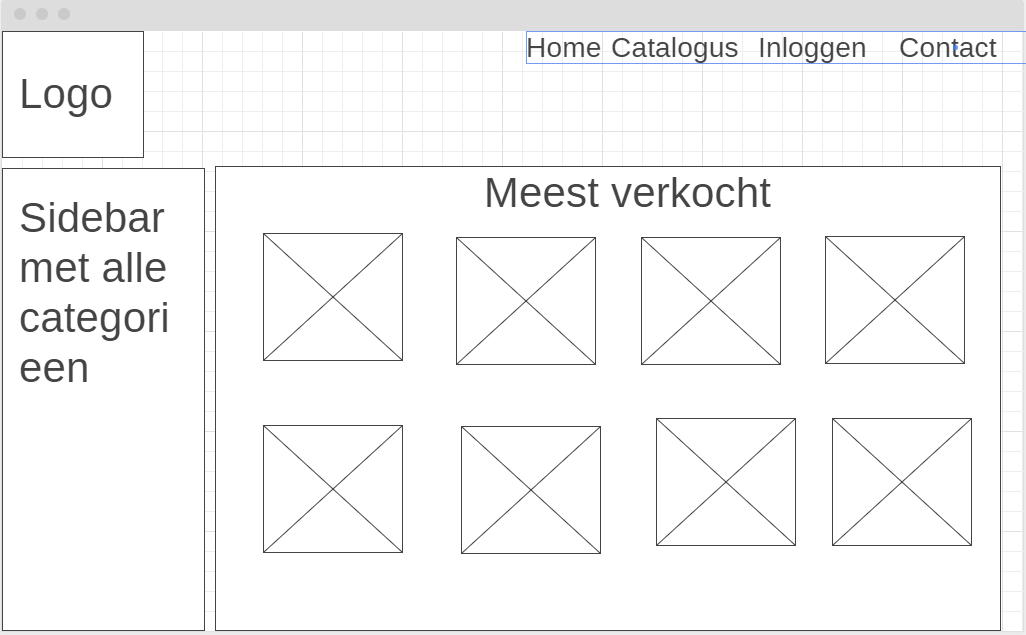 Home Catalogus Inloggen Contact
Logo
Sidebar
met alle
categori
een
Meest verkocht